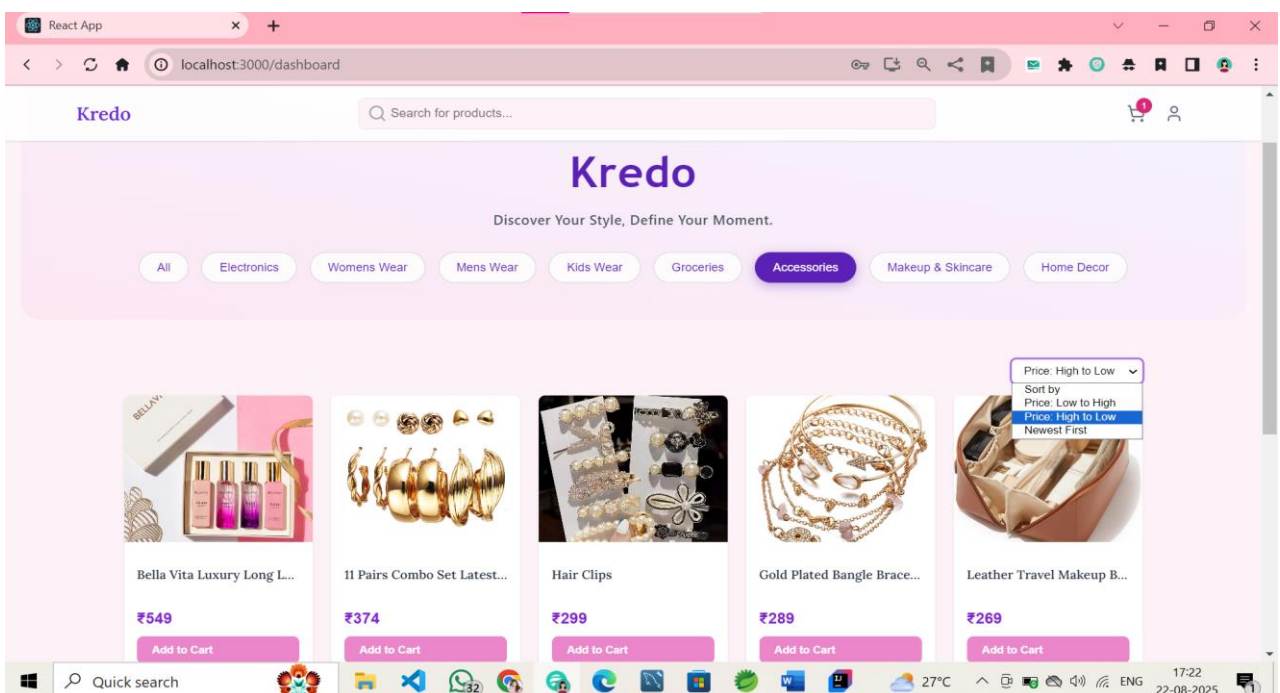 React App
localhost:3000/dashboard
Kredo
Search for products...
1
Kredo
Discover Your Style, Define Your Moment.
All Electronics Womens Wear Mens Wear Kids Wear Groceries Accessories Makeup & Skincare Home Decor
Price: High to Low
Sort by
Price: Low to High
Price: High to Low
Newest First
BELLAVI
Bella Vita Luxury Long L... 11 Pairs Combo Set Latest... Hair Clips Gold Plated Bangle Brace... Leather Travel Makeup B...
₹549 ₹374 ₹299 ₹289 ₹269
Add to Cart Add to Cart Add to Cart Add to Cart Add to Cart
Quick search 32 27°C ENG 17:22
22-08-2025 1